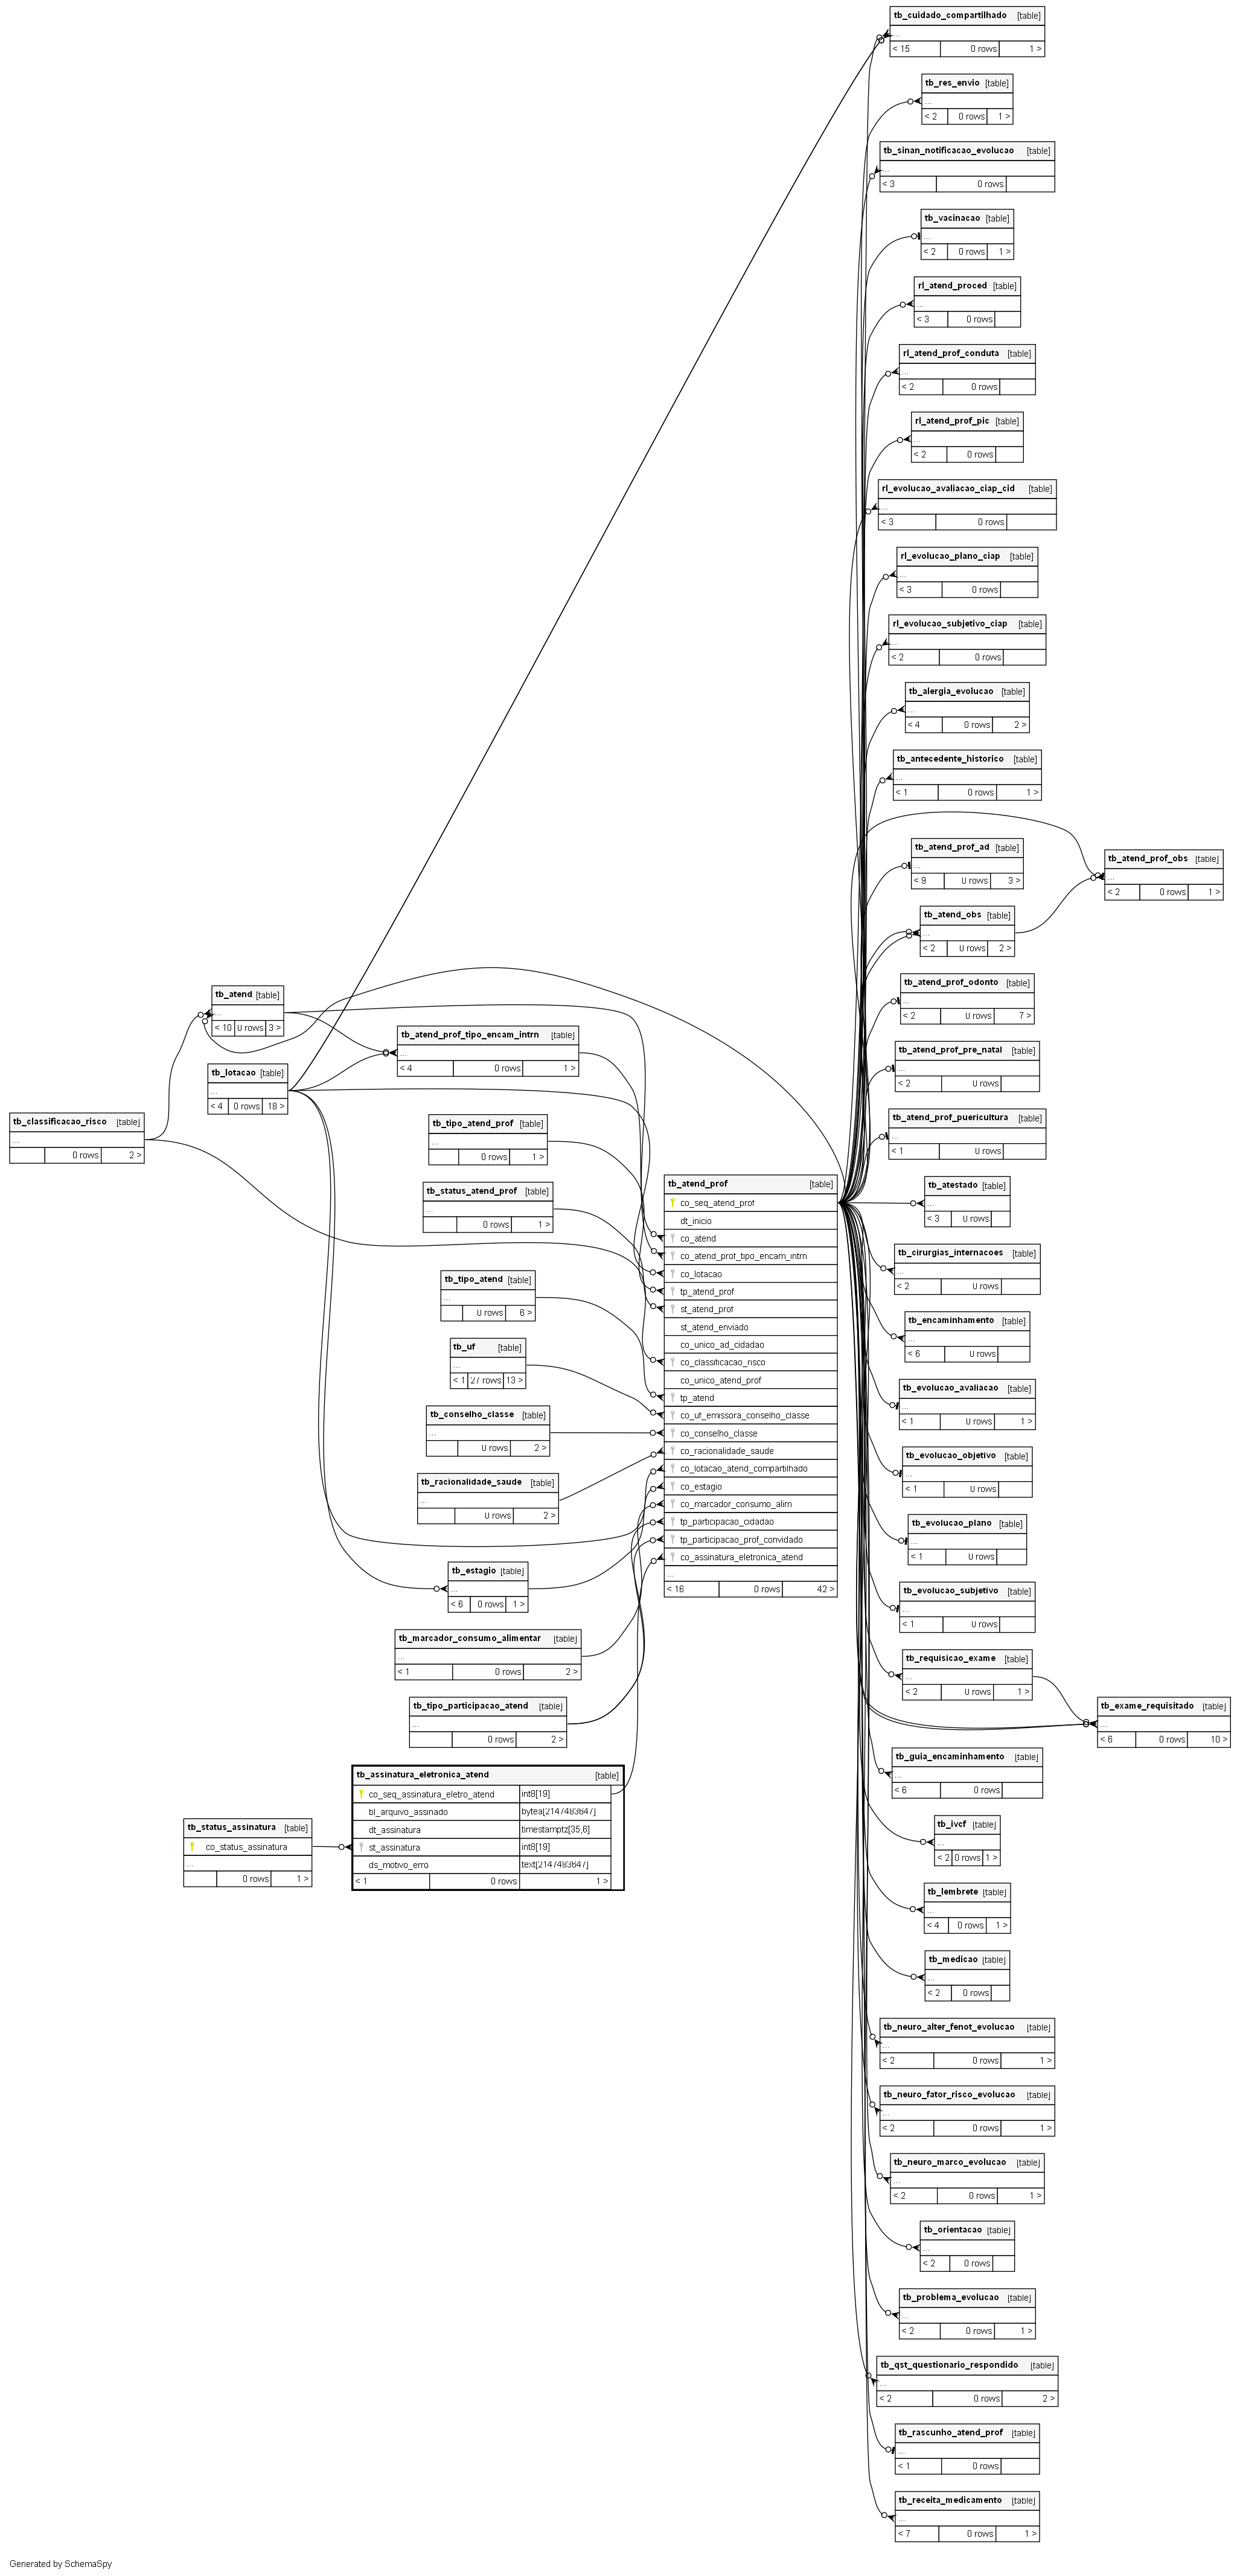 tb_cuidado_compartilhado [table]
...
< 15 0 rows 1 >
tb_res_envio [table]
...
< 2 0 rows 1 >
tb_sinan_notificacao_evolucao [table]
...
< 3 0 rows
tb_vacinacao [table]
...
< 2 0 rows 1 >
rl_atend_proced [table]
...
< 3 0 rows
rl_atend_prof_conduta [table]
...
< 2 0 rows
rl_atend_prof_pic [table]
...
< 2 0 rows
rl_evolucao_avaliacao_ciap_cid [table]
...
< 3 0 rows
rl_evolucao_plano_ciap [table]
...
< 3 0 rows
rl_evolucao_subjetivo_ciap [table]
...
< 2 0 rows
tb_alergia_evolucao [table]
...
< 4 0 rows 2 >
tb_antecedente_historico [table]
...
< 1 0 rows 1 >
tb_atend_prof_ad [table]
...
< 9 0 rows 3 >
tb_atend_prof_obs [table]
...
< 2 0 rows 1 >
tb_atend_obs [table]
...
< 2 0 rows 2 >
tb_atend_prof_odonto [table]
...
< 2 0 rows 7 >
tb_atend_prof_pre_natal [table]
...
< 2 0 rows
tb_atend_prof_puericultura [table]
...
< 1 0 rows
tb_atestado [table]
...
< 3 0 rows
tb_cirurgias_internacoes [table]
...
< 2 0 rows
tb_encaminhamento [table]
...
< 6 0 rows
tb_evolucao_avaliacao [table]
...
< 1 0 rows 1 >
tb_evolucao_objetivo [table]
...
< 1 0 rows
tb_evolucao_plano [table]
...
< 1 0 rows
tb_evolucao_subjetivo [table]
...
< 1 0 rows
tb_requisicao_exame [table]
...
< 2 0 rows 1 >
tb_exame_requisitado [table]
...
< 6 0 rows 10 >
tb_guia_encaminhamento [table]
...
< 6 0 rows
tb_ivcf [table]
...
< 2 0 rows 1 >
tb_lembrete [table]
...
< 4 0 rows 1 >
tb_medicao [table]
...
< 2 0 rows
tb_neuro_alter_fenot_evolucao [table]
...
< 2 0 rows 1 >
tb_neuro_fator_risco_evolucao [table]
...
< 2 0 rows 1 >
tb_neuro_marco_evolucao [table]
...
< 2 0 rows 1 >
tb_orientacao [table]
...
< 2 0 rows
tb_problema_evolucao [table]
...
< 2 0 rows 1 >
tb_qst_questionario_respondido [table]
...
< 2 0 rows 2 >
tb_rascunho_atend_prof [table]
...
< 1 0 rows
tb_receita_medicamento [table]
...
< 7 0 rows 1 >
tb_atend [table]
...
< 10 0 rows 3 >
tb_lotacao [table]
...
< 4 0 rows 18 >
tb_classificacao_risco [table]
...
0 rows 2 >
tb_atend_prof_tipo_encam_intrn [table]
...
< 4 0 rows 1 >
tb_tipo_atend_prof [table]
...
0 rows 1 >
tb_status_atend_prof [table]
...
0 rows 1 >
tb_tipo_atend [table]
...
0 rows 6 >
tb_uf [table]
...
< 1 27 rows 13 >
tb_conselho_classe [table]
...
0 rows 2 >
tb_racionalidade_saude [table]
...
0 rows 2 >
tb_estagio [table]
...
< 6 0 rows 1 >
tb_marcador_consumo_alimentar [table]
...
< 1 0 rows 2 >
tb_tipo_participacao_atend [table]
...
0 rows 2 >
tb_atend_prof [table]
co_seq_atend_prof
dt_inicio
co_atend
co_atend_prof_tipo_encam_intrn
co_lotacao
tp_atend_prof
st_atend_prof
st_atend_enviado
co_unico_ad_cidadao
co_classificacao_risco
co_unico_atend_prof
tp_atend
co_uf_emissora_conselho_classe
co_conselho_classe
co_racionalidade_saude
co_lotacao_atend_compartilhado
co_estagio
co_marcador_consumo_alim
tp_participacao_cidadao
tp_participacao_prof_convidado
co_assinatura_eletronica_atend
...
< 16 0 rows 42 >
tb_assinatura_eletronica_atend [table]
co_seq_assinatura_eletro_atend int8[19]
bl_arquivo_assinado bytea[2147483647]
dt_assinatura timestamptz[35,6]
st_assinatura int8[19]
ds_motivo_erro text[2147483647]
< 1 0 rows 1 >
tb_status_assinatura [table]
co_status_assinatura
...
0 rows 1 >
Generated by SchemaSpy